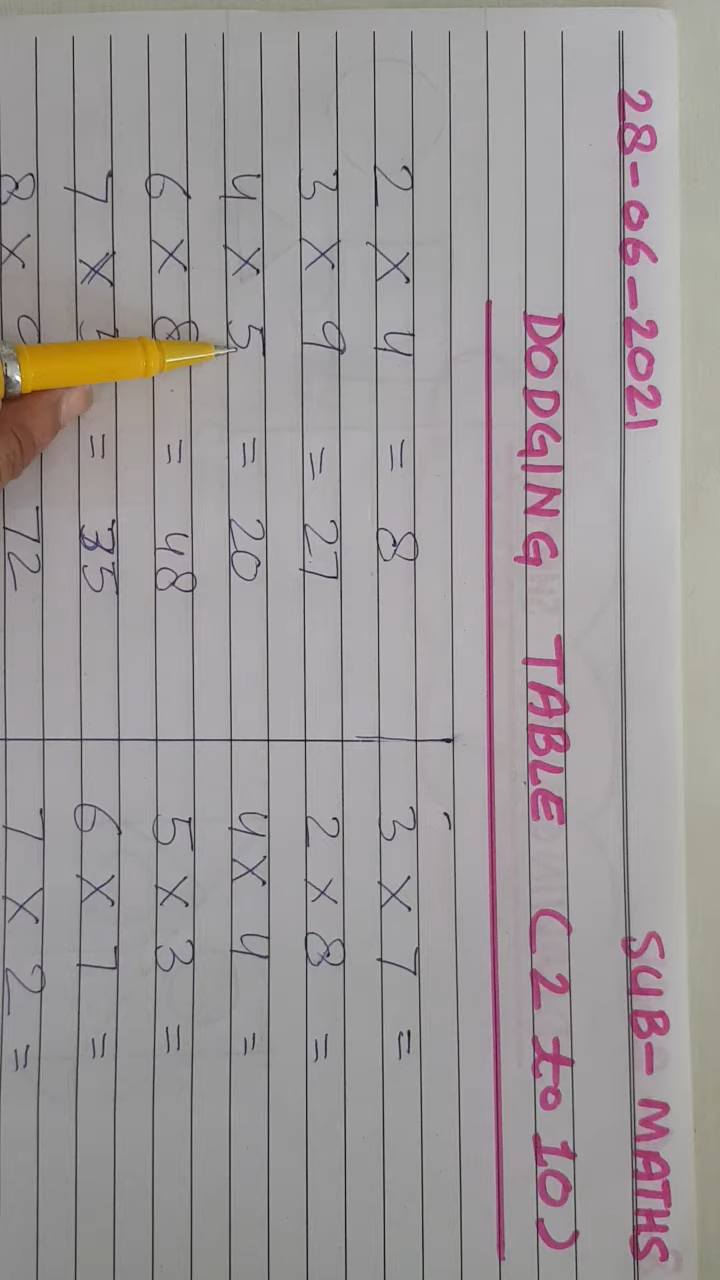 28-06-2021 SUB- MATHS
DODGING TABLE (2 to 10)
2 X 4 = 8 3 X 7 =
3 X 9 = 27 2 X 8 =
4 X 5 = 20 4 X 4 =
6 X 8 = 48 5 X 3 =
7 X = 35 6 X 7 =
8 X 72 7 X 2 =